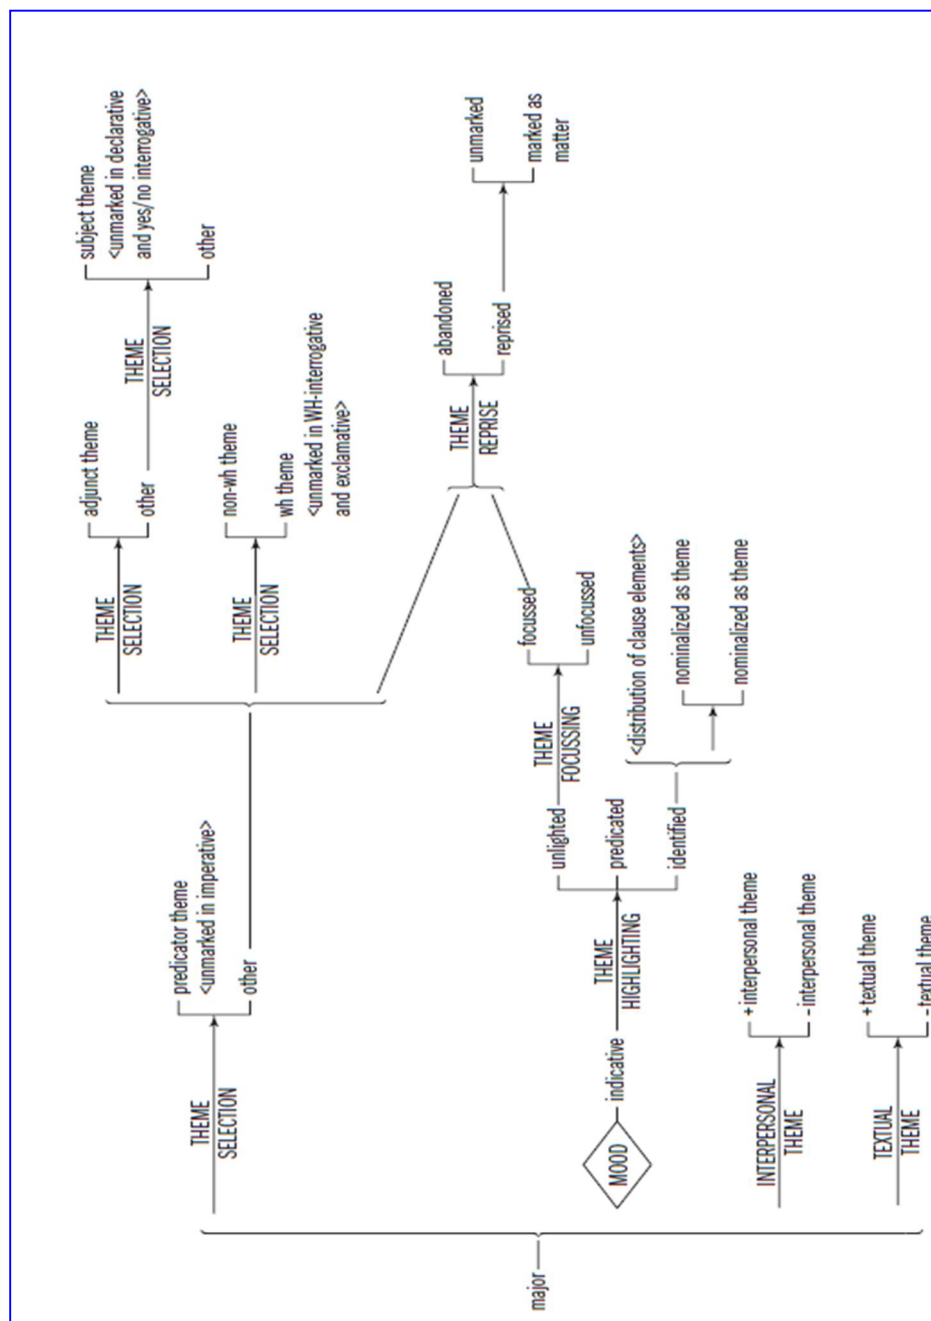 major
THEME
SELECTION
predicator theme
<unmarked in imperative>
other
THEME
SELECTION
adjunct theme
other
THEME
SELECTION
subject theme
<unmarked in declarative
and yes/no interrogative>
other
THEME
SELECTION
non-wh theme
wh theme
<unmarked in WH-interrogative
and exclamative>
THEME
REPRISE
abandoned
reprised
unmarked
marked as
matter
MOOD
indicative
THEME
HIGHLIGHTING
unlighted
predicated
identified
THEME
FOCUSSING
focussed
unfocussed
<distribution of clause elements>
nominalized as theme
nominalized as theme
INTERPERSONAL
THEME
+ interpersonal theme
- interpersonal theme
TEXTUAL
THEME
+ textual theme
- textual theme